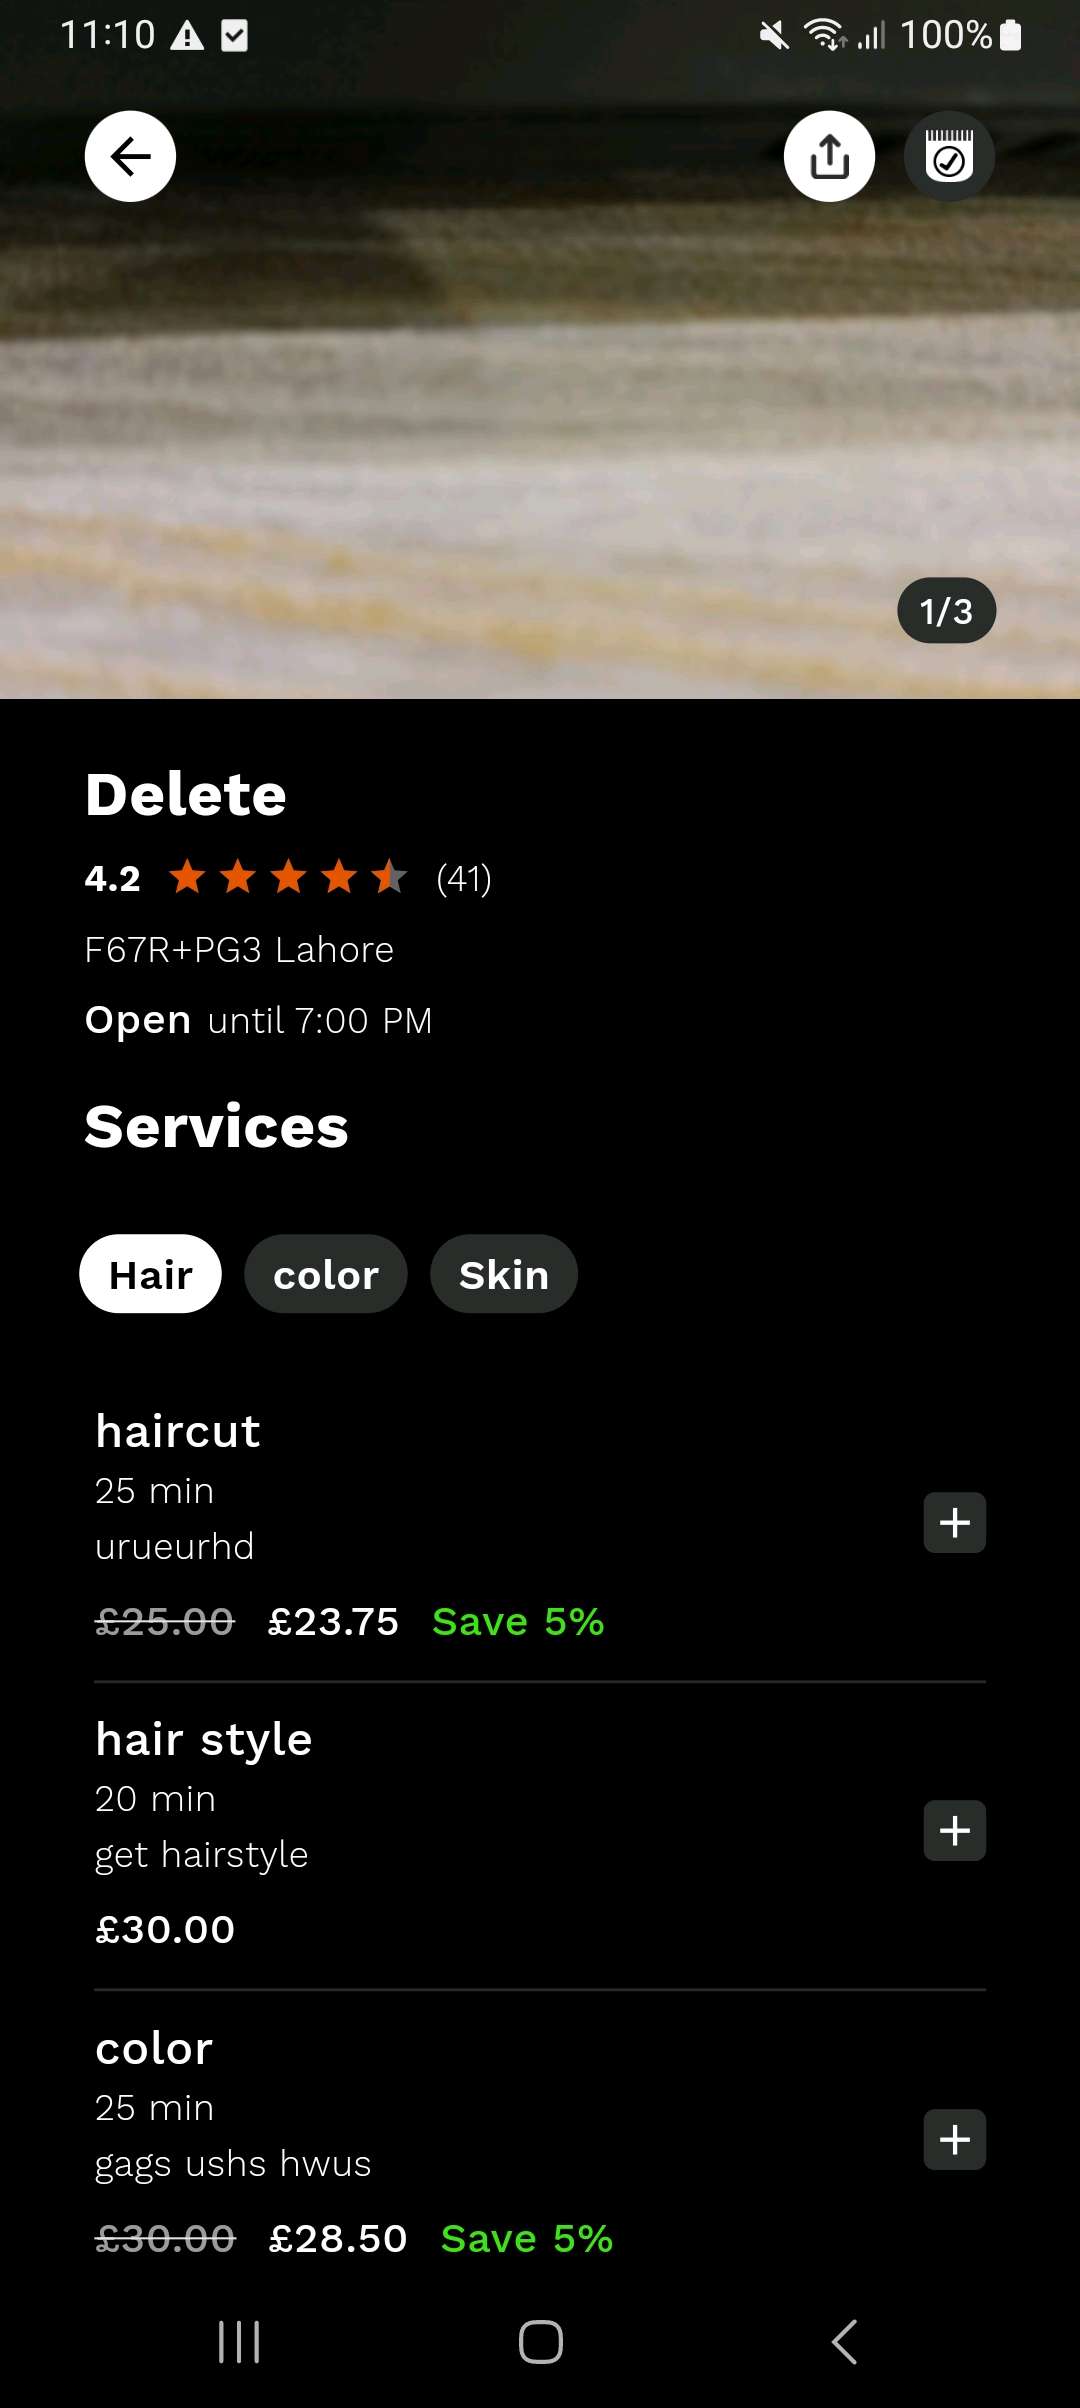 11:10 100%
1/3
Delete
4.2 (41)
F67R+PG3 Lahore
Open until 7:00 PM
Services
Hair color Skin
haircut
25 min
urueurhd
£25.00 £23.75 Save 5%
hair style
20 min
get hairstyle
£30.00
color
25 min
gags ushs hwus
£30.00 £28.50 Save 5%